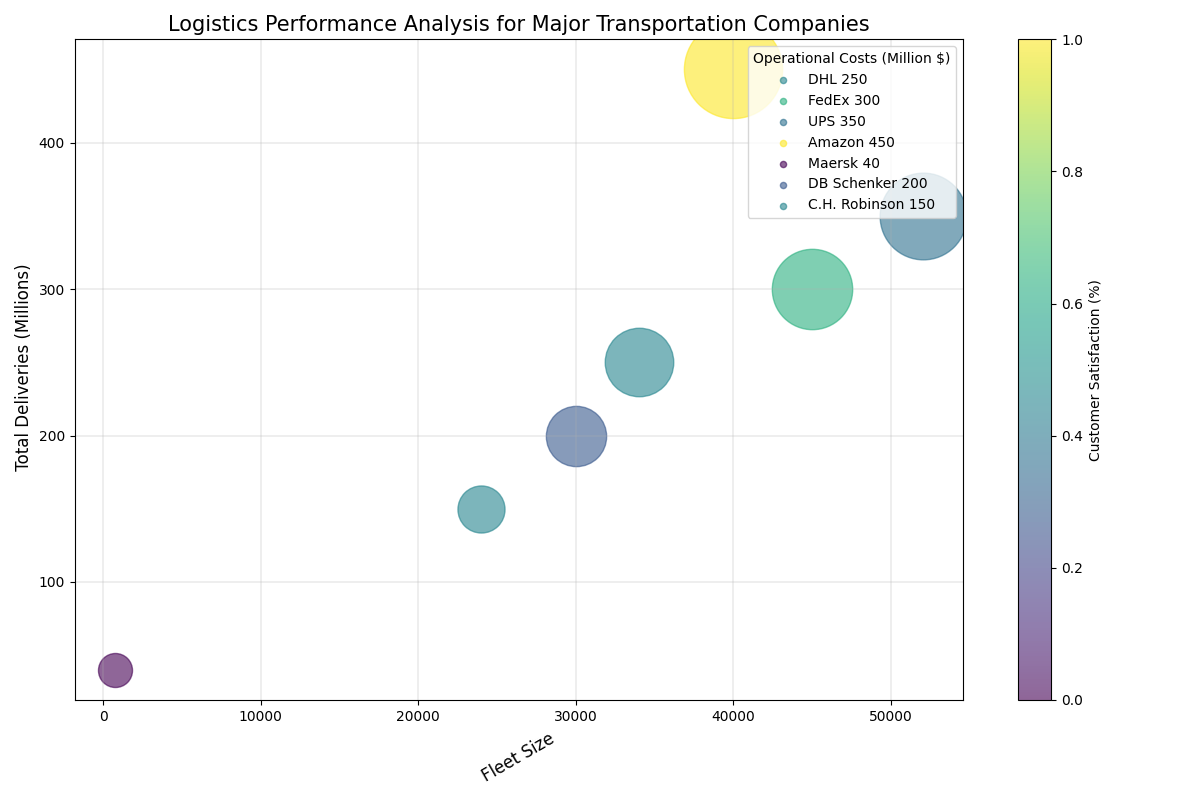 Logistics Performance Analysis for Major Transportation Companies
Total Deliveries (Millions)
400
300
200
100
0
10000
20000
30000
40000
50000
Fleet Size
Operational Costs (Million $)
DHL 250
FedEx 300
UPS 350
Amazon 450
Maersk 40
DB Schenker 200
C.H. Robinson 150
1.0
0.8
0.6
0.4
0.2
0.0
Customer Satisfaction (%)